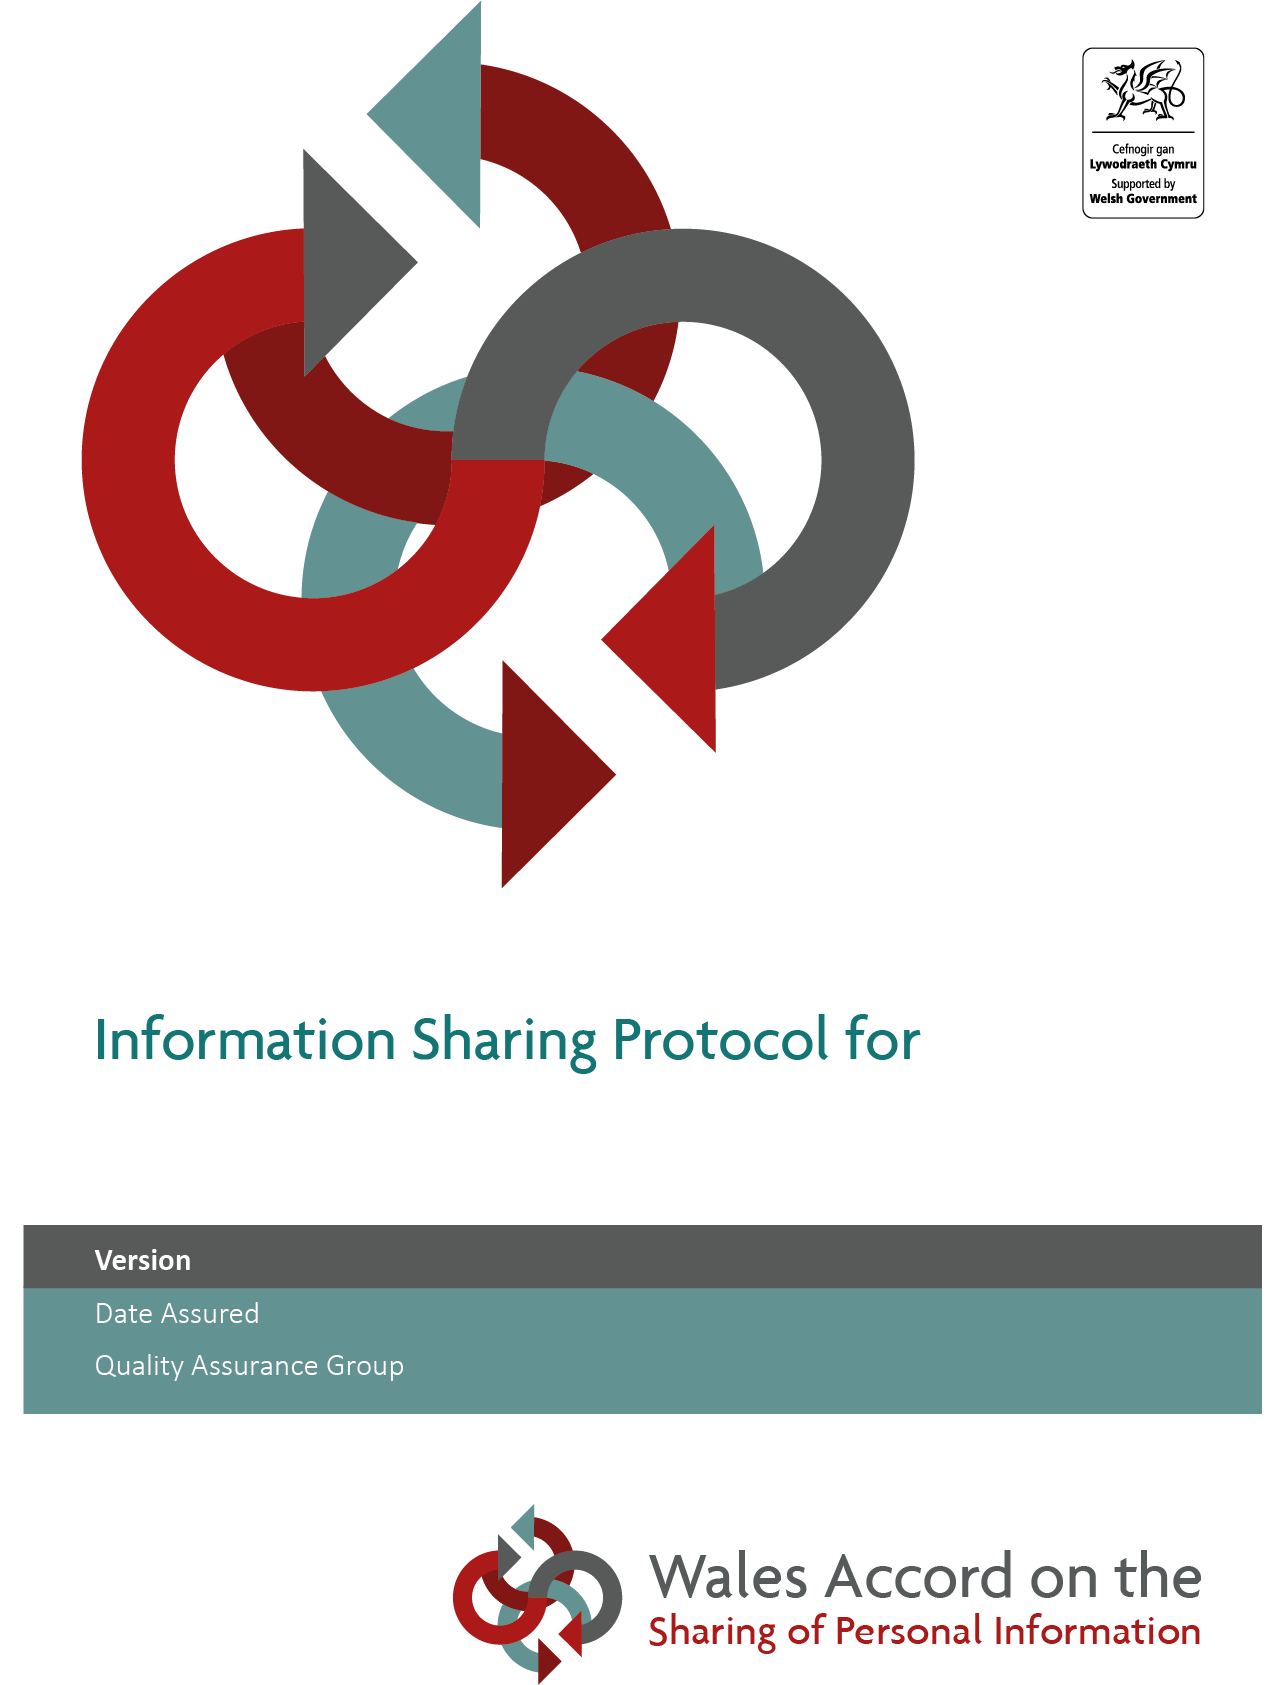 Cefnogir gan
Lywodraeth Cymru
Supported by
Welsh Government
Information Sharing Protocol for
Version
Date Assured
Quality Assurance Group
Wales Accord on the
Sharing of Personal Information